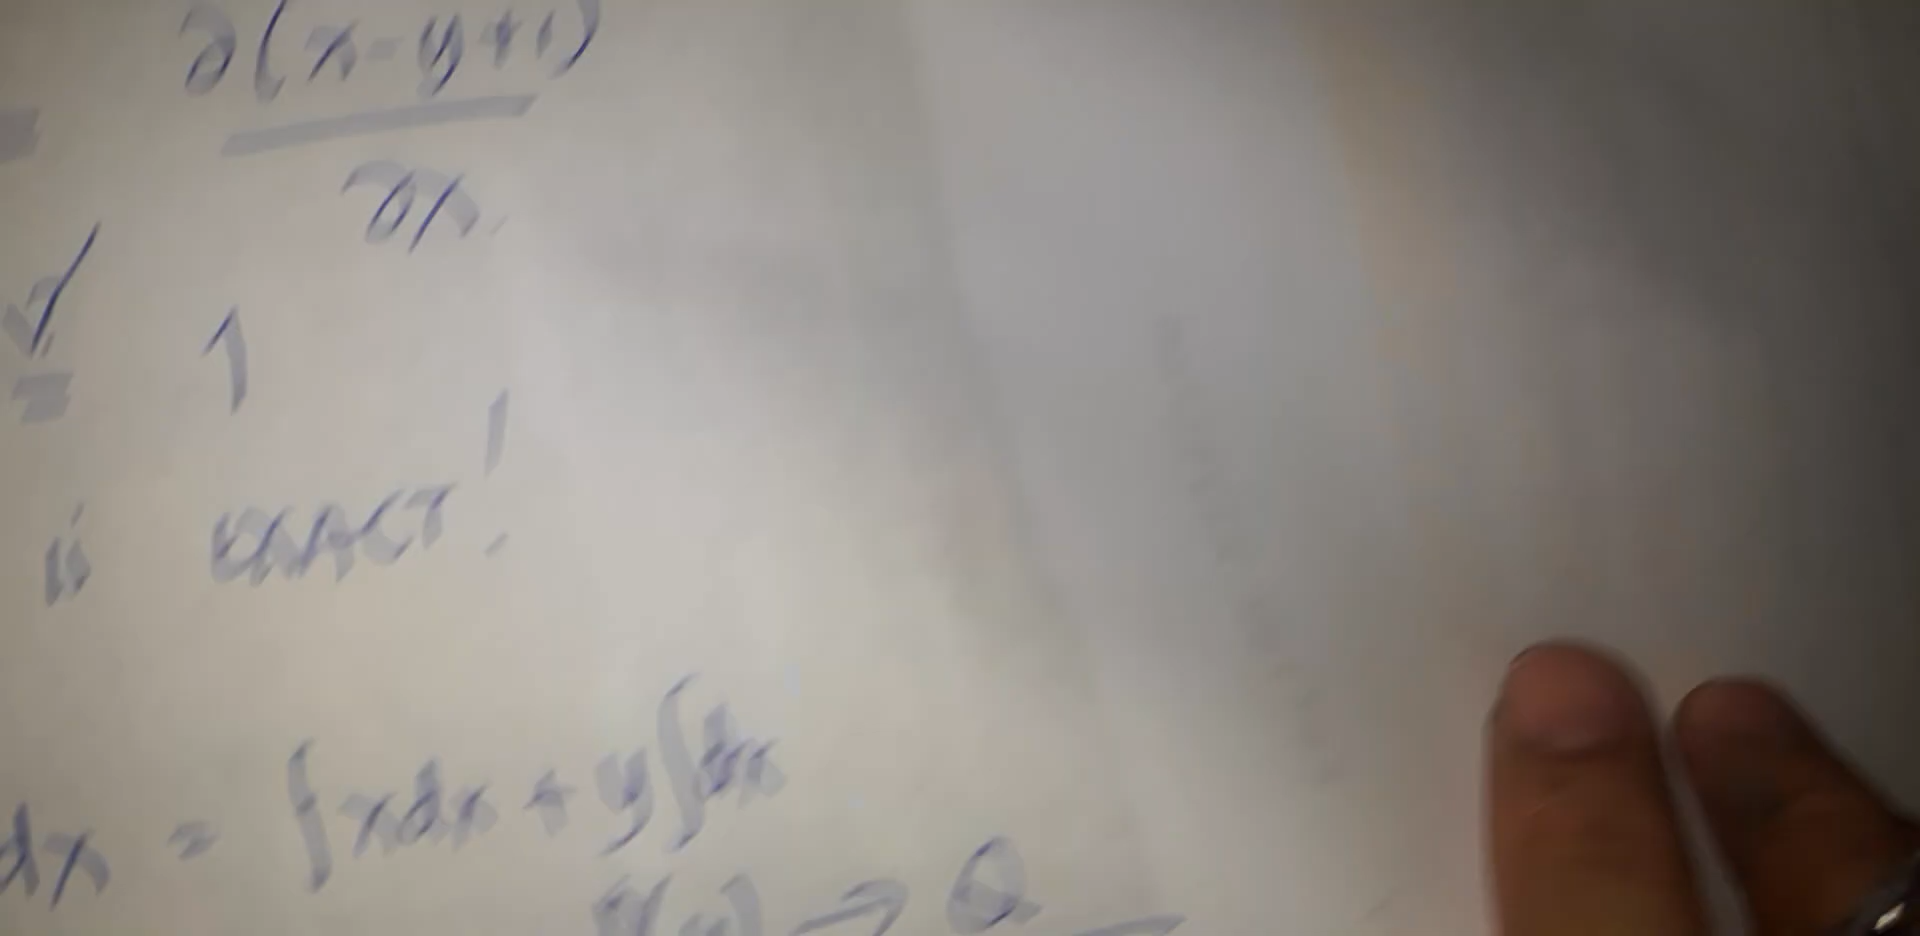 = ∂(x-y+1)
∂x
✓
= 1
is EXACT!
dx = ∫xdx + y∫dx